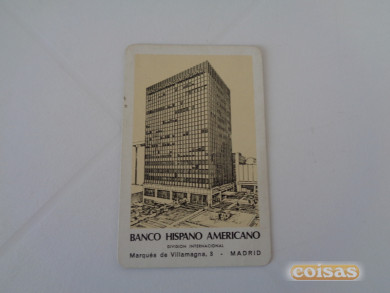 BANCO HISPANO AMERICANO
DIVISION INTERNACIONAL
Marqués de Villamagna, 3 - MADRID
coisas